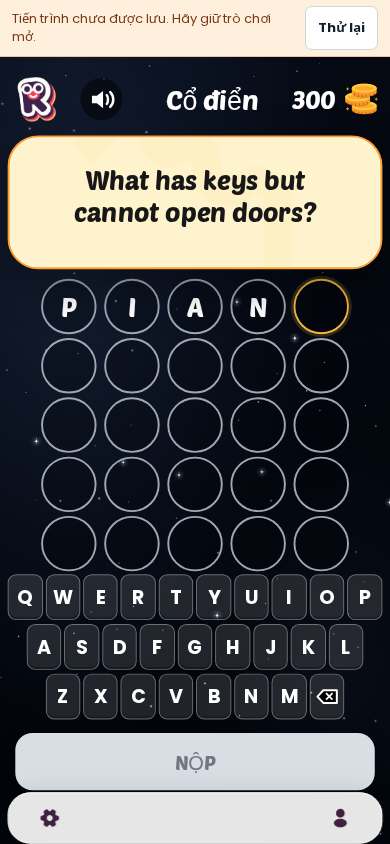 Tiến trình chưa được lưu. Hãy giữ trò chơi
mở.
Thử lại
Cổ điển
300
What has keys but
cannot open doors?
P I A N
Q W E R T Y U I O P
A S D F G H J K L
Z X C V B N M
NỘP